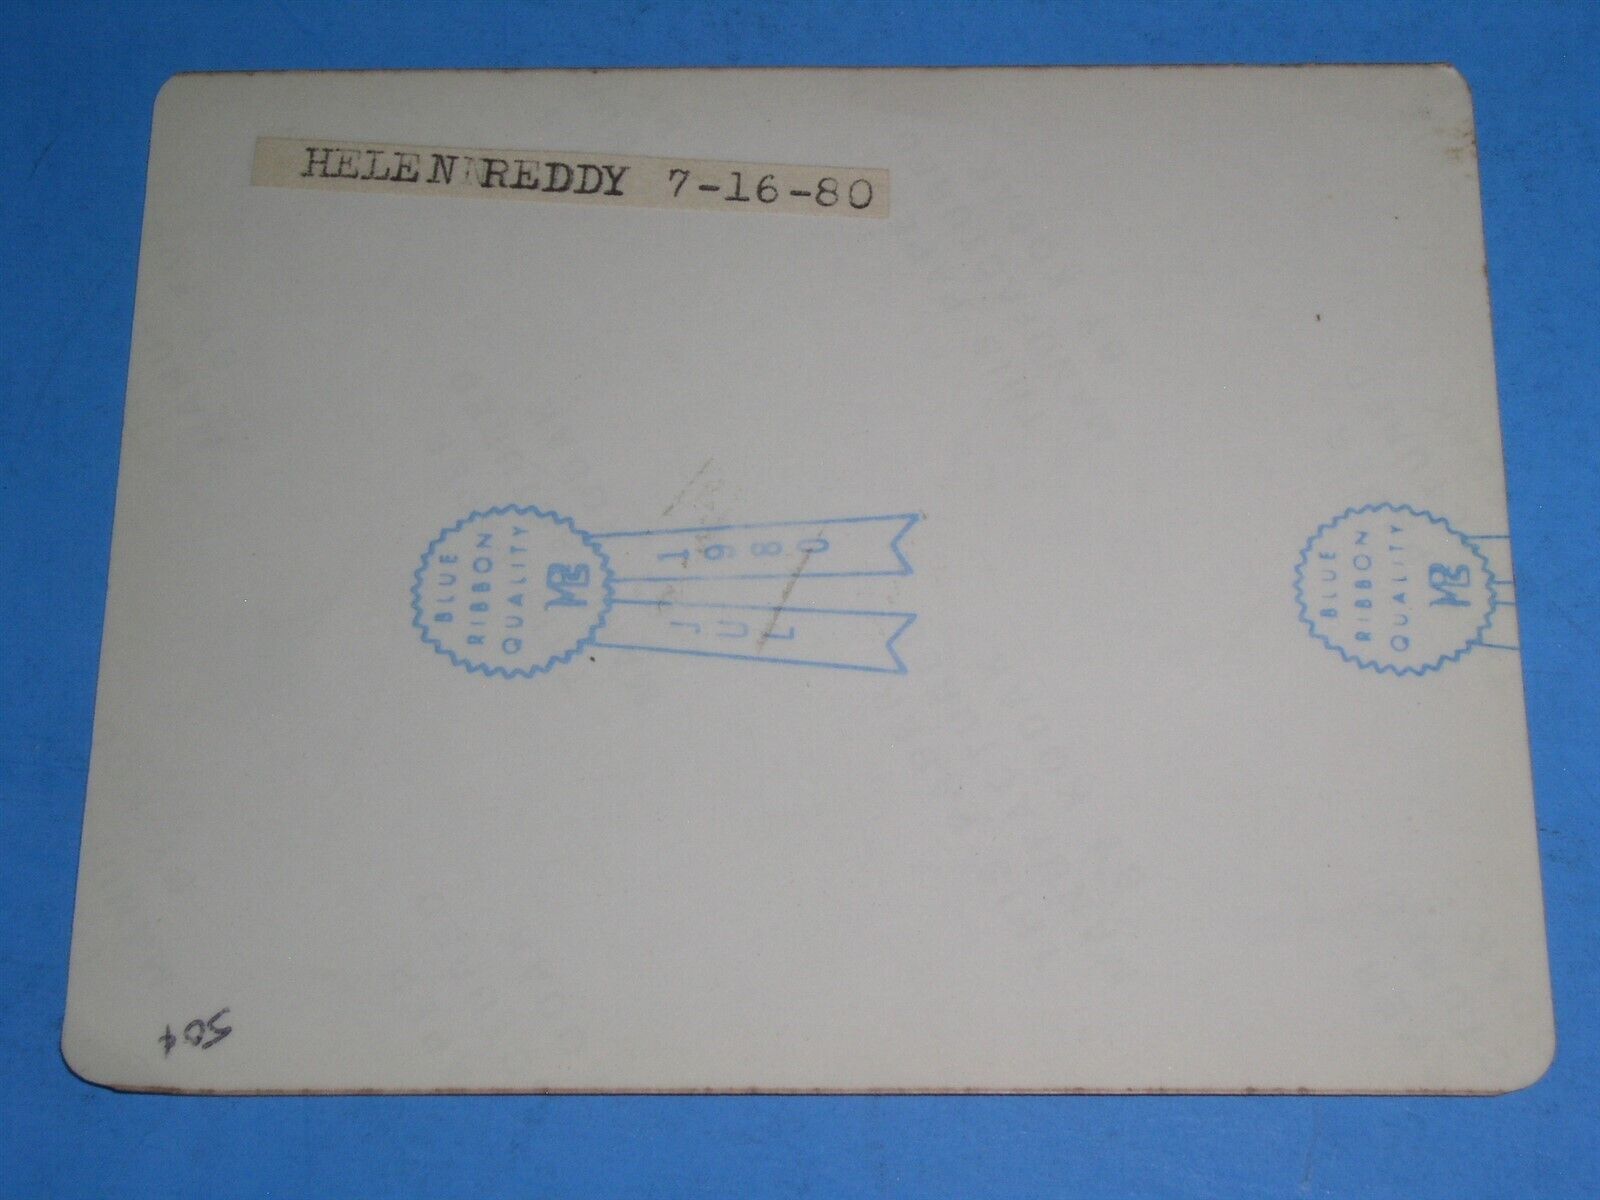 HELEN REDDY 7-16-80
BLUE
RIBBON
QUALITY
1980
JUL
BLUE
RIBBON
QUALITY
50¢